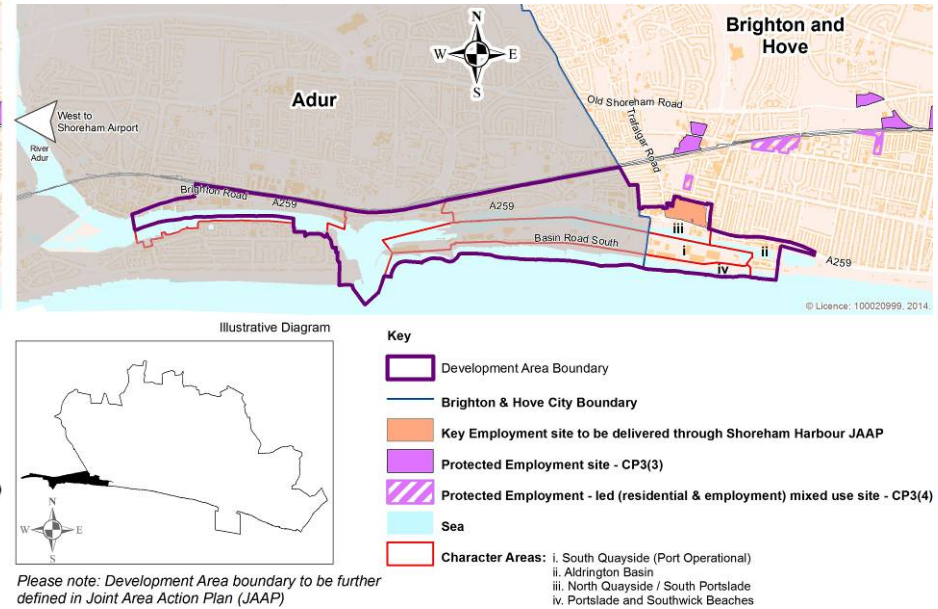 Brighton and
Hove
N
W
E
S
Adur
Old Shoreham Road
Trafalgar Road
West to
Shoreham Airport
River
Adur
Brighton Road
A259
A259
Basin Road South
iii
i
ii
iv
A259
© Licence: 100020999, 2014.
Illustrative Diagram
N
W
E
S
Please note: Development Area boundary to be further
defined in Joint Area Action Plan (JAAP)
Key
Development Area Boundary
Brighton & Hove City Boundary
Key Employment site to be delivered through Shoreham Harbour JAAP
Protected Employment site - CP3(3)
Protected Employment - led (residential & employment) mixed use site - CP3(4)
Sea
Character Areas: i. South Quayside (Port Operational)
ii. Aldrington Basin
iii. North Quayside / South Portslade
iv. Portslade and Southwick Beaches